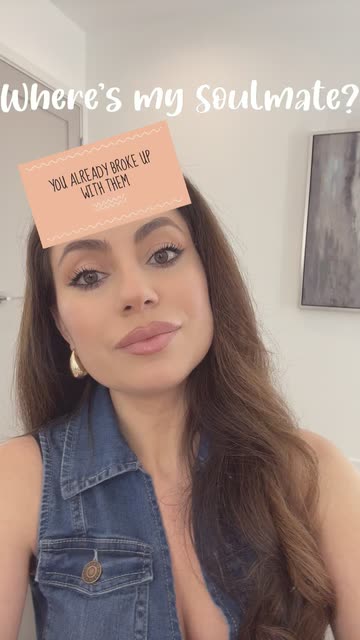 Where's my soulmate?
YOU ALREADY BROKE UP
WITH THEM